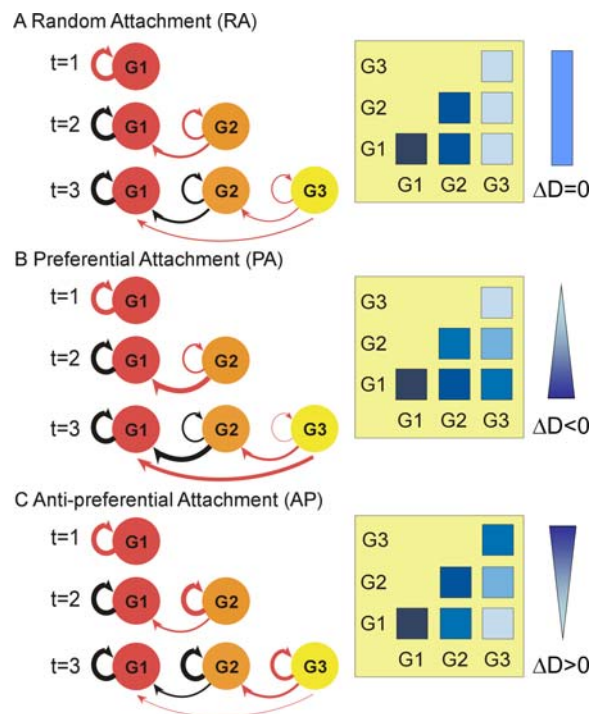 A Random Attachment (RA)
t=1 G1
t=2 G1 G2
t=3 G1 G2 G3
G3
G2
G1
G1 G2 G3
ΔD=0
B Preferential Attachment (PA)
t=1 G1
t=2 G1 G2
t=3 G1 G2 G3
G3
G2
G1
G1 G2 G3
ΔD<0
C Anti-preferential Attachment (AP)
t=1 G1
t=2 G1 G2
t=3 G1 G2 G3
G3
G2
G1
G1 G2 G3
ΔD>0